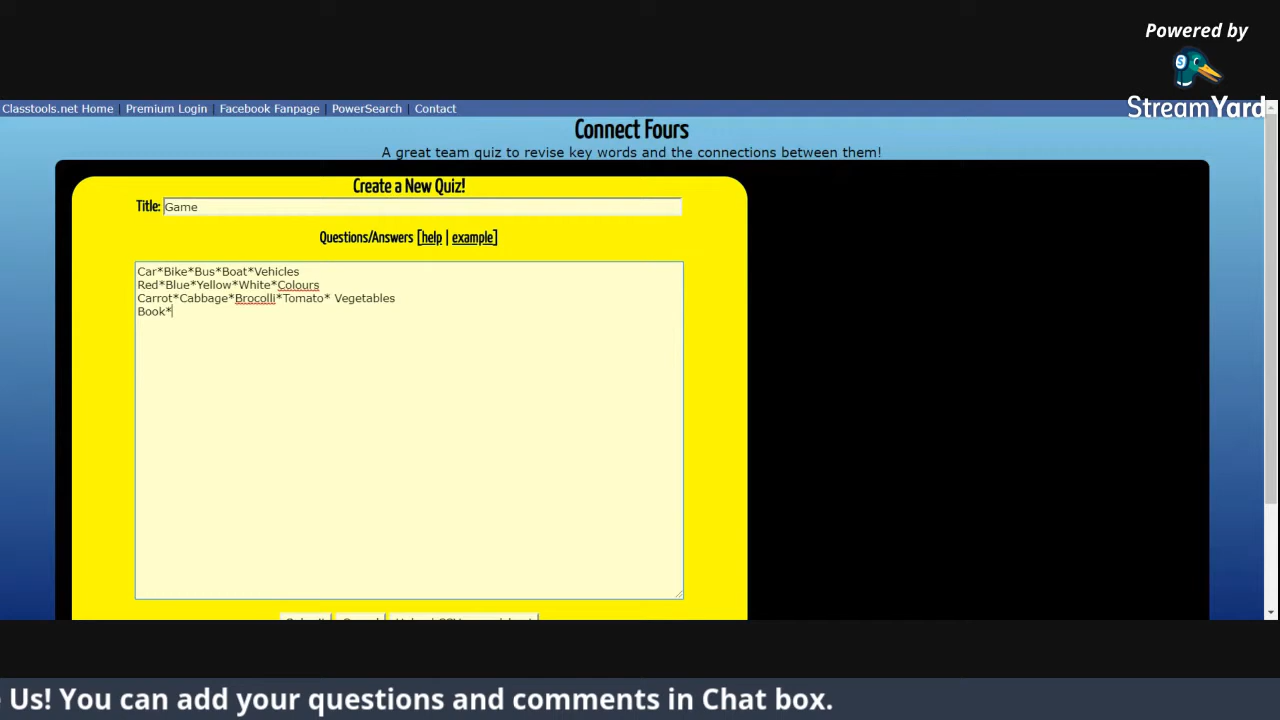 Powered by
StreamYard
Classtools.net Home | Premium Login | Facebook Fanpage | PowerSearch | Contact
Connect Fours
A great team quiz to revise key words and the connections between them!
Create a New Quiz!
Title: Game
Questions/Answers [help | example]
Car*Bike*Bus*Boat*Vehicles
Red*Blue*Yellow*White*Colours
Carrot*Cabbage*Brocolli*Tomato* Vegetables
Book*
Us! You can add your questions and comments in Chat box.